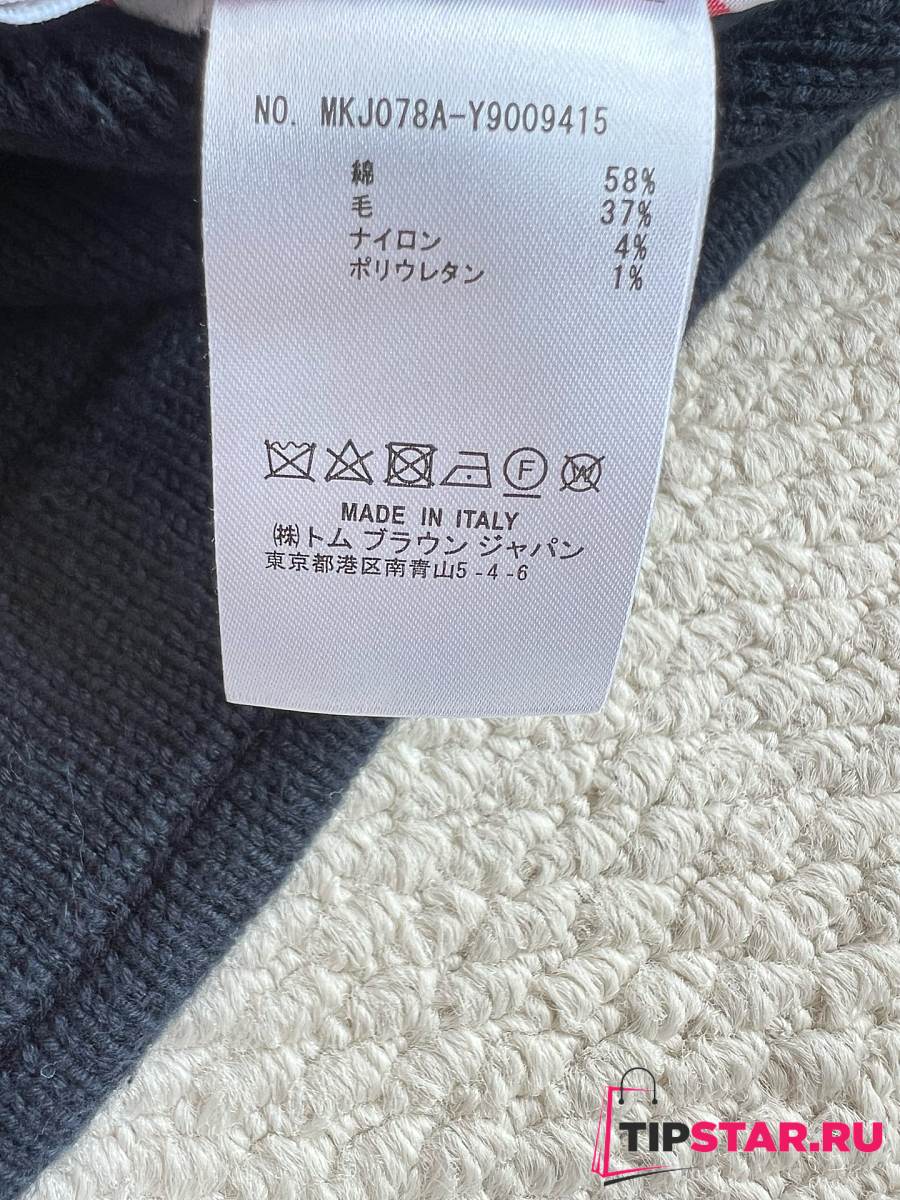 NO. MKJ078A-Y9009415
綿 58%
毛 37%
ナイロン 4%
ポリウレタン 1%
F W
MADE IN ITALY
㈱トム ブラウン ジャパン
東京都港区南青山5-4-6
TIPSTAR.RU